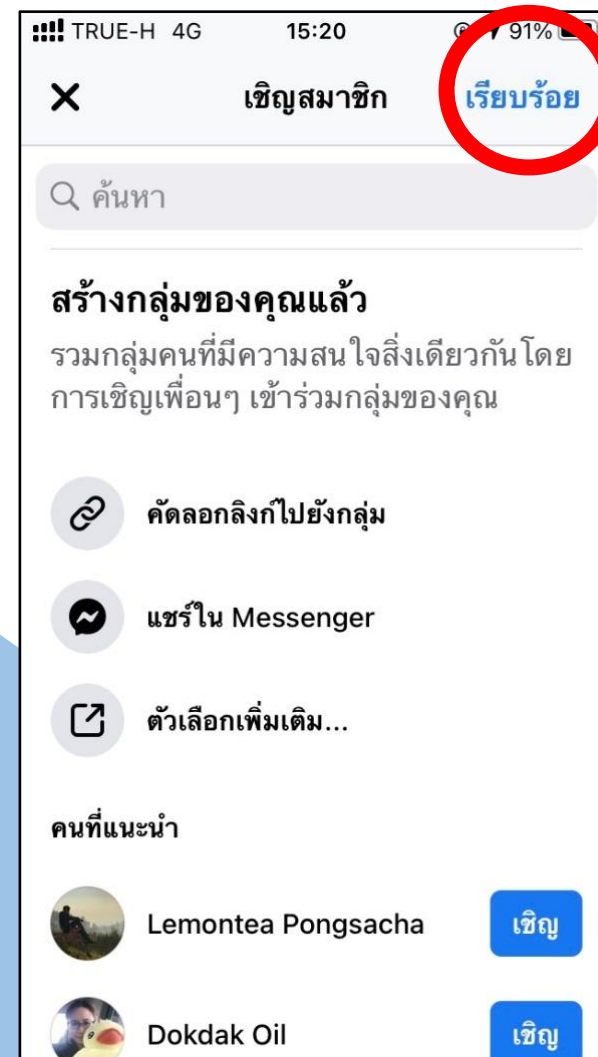 TRUE-H 4G 15:20 91%
เชิญสมาชิก เรียบร้อย
ค้นหา
สร้างกลุ่มของคุณแล้ว
รวมกลุ่มคนที่มีความสนใจสิ่งเดียวกันโดย
การเชิญเพื่อนๆ เข้าร่วมกลุ่มของคุณ
คัดลอกลิงก์ไปยังกลุ่ม
แชร์ใน Messenger
ตัวเลือกเพิ่มเติม...
คนที่แนะนำ
Lemontea Pongsacha เชิญ
Dokdak Oil เชิญ